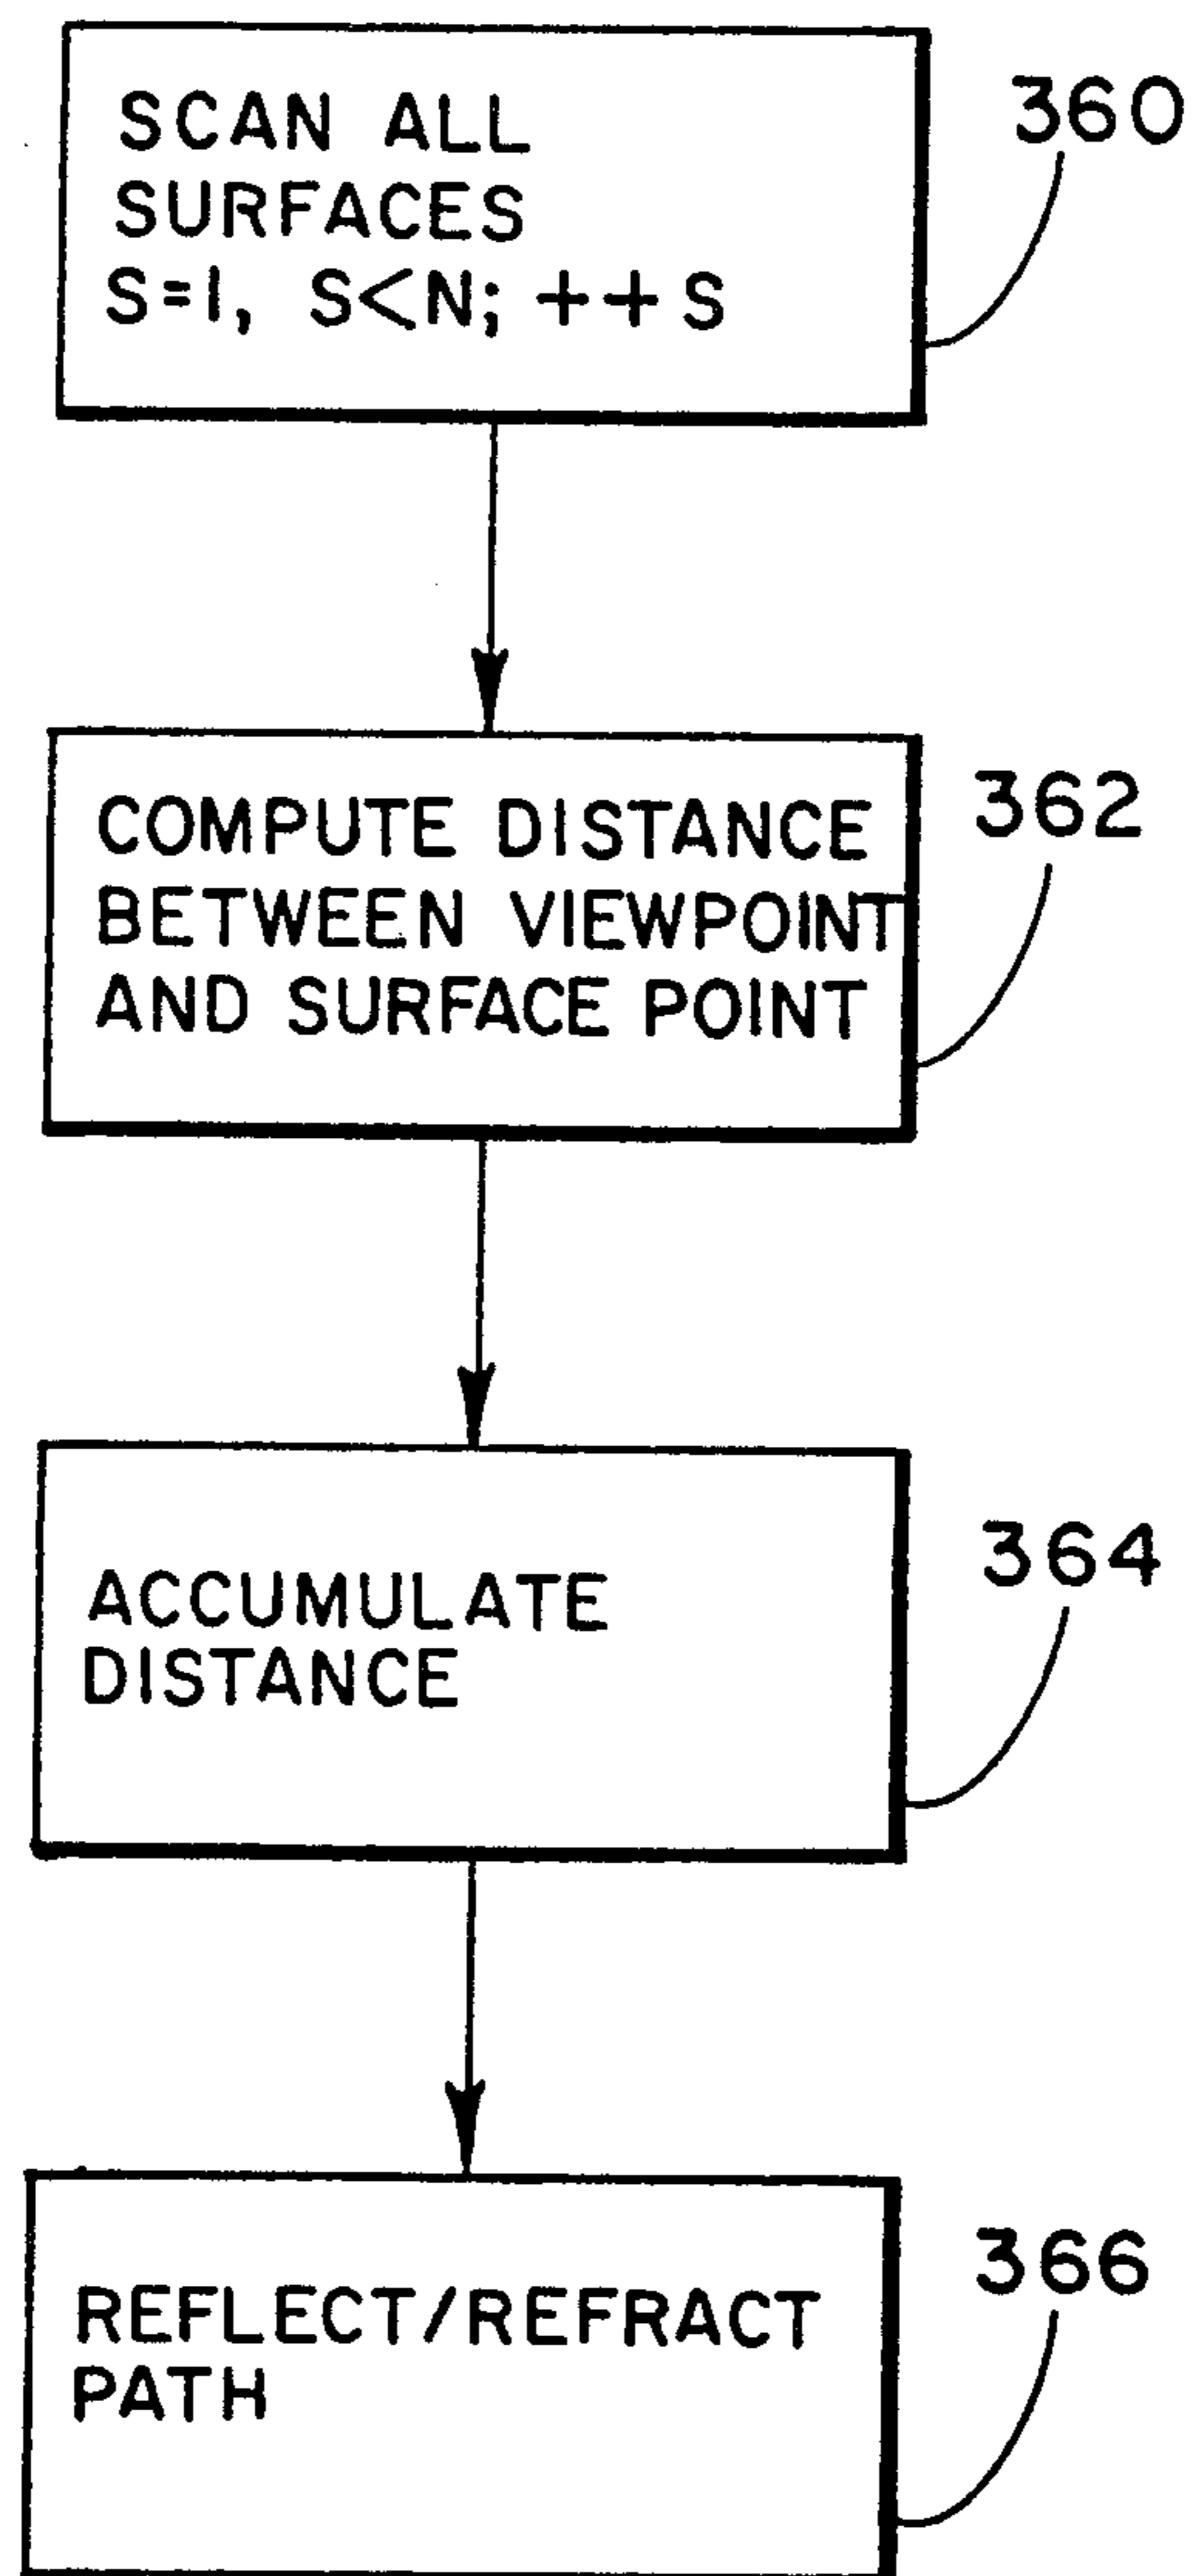 SCAN ALL
SURFACES
S=1, S<N; ++S
360
COMPUTE DISTANCE
BETWEEN VIEWPOINT
AND SURFACE POINT
362
ACCUMULATE
DISTANCE
364
REFLECT/REFRACT
PATH
366